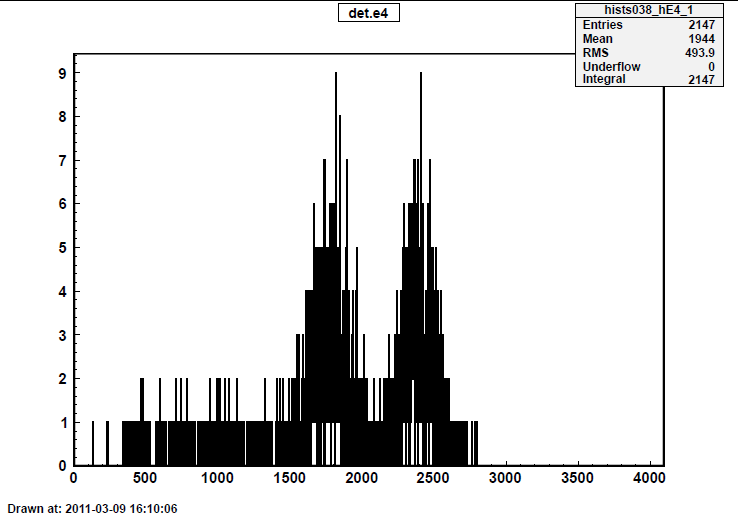 det.e4
hists038_hE4_1
Entries 2147
Mean 1944
RMS 493.9
Underflow 0
Integral 2147
9
8
7
6
5
4
3
2
1
0
0 500 1000 1500 2000 2500 3000 3500 4000
Drawn at: 2011-03-09 16:10:06